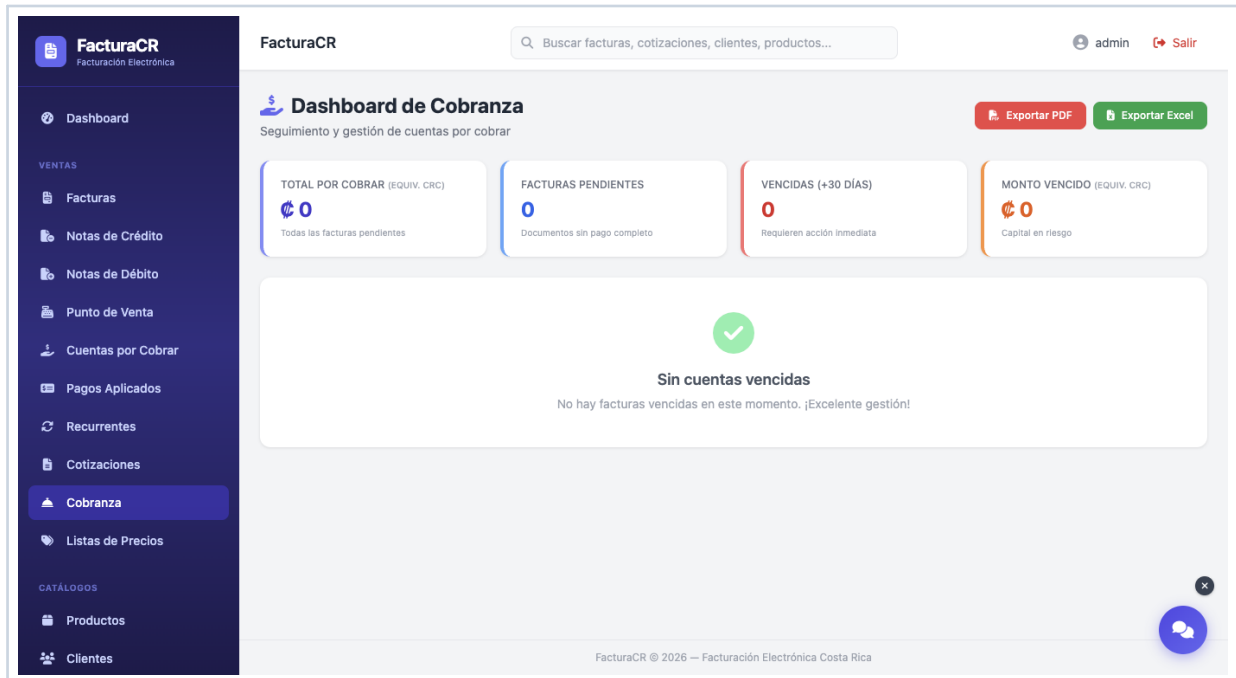 FacturaCR
Facturación Electrónica
Dashboard
VENTAS
Facturas
Notas de Crédito
Notas de Débito
Punto de Venta
Cuentas por Cobrar
Pagos Aplicados
Recurrentes
Cotizaciones
Cobranza
Listas de Precios
CATÁLOGOS
Productos
Clientes
FacturaCR
Buscar facturas, cotizaciones, clientes, productos...
admin
Salir
Dashboard de Cobranza
Seguimiento y gestión de cuentas por cobrar
Exportar PDF
Exportar Excel
TOTAL POR COBRAR (EQUIV. CRC)
₡ 0
Todas las facturas pendientes
FACTURAS PENDIENTES
0
Documentos sin pago completo
VENCIDAS (+30 DÍAS)
0
Requieren acción inmediata
MONTO VENCIDO (EQUIV. CRC)
₡ 0
Capital en riesgo
Sin cuentas vencidas
No hay facturas vencidas en este momento. ¡Excelente gestión!
FacturaCR © 2026 — Facturación Electrónica Costa Rica